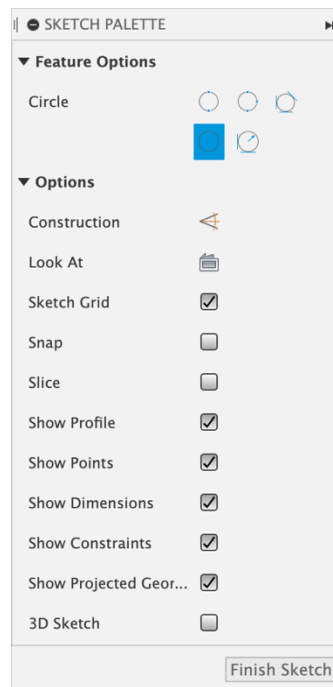 SKETCH PALETTE
Feature Options
Circle
Options
Construction
Look At
Sketch Grid
Snap
Slice
Show Profile
Show Points
Show Dimensions
Show Constraints
Show Projected Geor...
3D Sketch
Finish Sketch